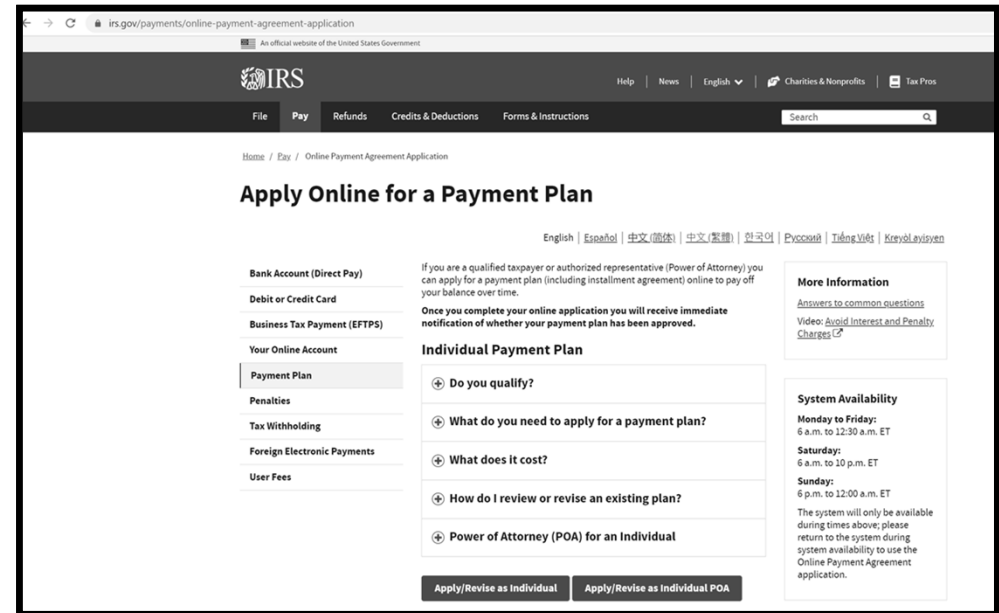 irs.gov/payments/online-payment-agreement-application
An official website of the United States Government
IRS
Help | News | English | Charities & Nonprofits | Tax Pros
File Pay Refunds Credits & Deductions Forms & Instructions Search
Home / Pay / Online Payment Agreement Application
Apply Online for a Payment Plan
English | Español | 中文 (简体) | 中文 (繁體) | 한국어 | Русский | Tiếng Việt | Kreyòl ayisyen
Bank Account (Direct Pay)
Debit or Credit Card
Business Tax Payment (EFTPS)
Your Online Account
Payment Plan
Penalties
Tax Withholding
Foreign Electronic Payments
User Fees
If you are a qualified taxpayer or authorized representative (Power of Attorney) you
can apply for a payment plan (including installment agreement) online to pay off
your balance over time.
Once you complete your online application you will receive immediate
notification of whether your payment plan has been approved.
Individual Payment Plan
Do you qualify?
What do you need to apply for a payment plan?
What does it cost?
How do I review or revise an existing plan?
Power of Attorney (POA) for an Individual
Apply/Revise as Individual Apply/Revise as Individual POA
More Information
Answers to common questions
Video: Avoid Interest and Penalty
Charges
System Availability
Monday to Friday:
6 a.m. to 12:30 a.m. ET
Saturday:
6 a.m. to 10 p.m. ET
Sunday:
6 p.m. to 12:00 a.m. ET
The system will only be available
during times above; please
return to the system during
system availability to use the
Online Payment Agreement
application.